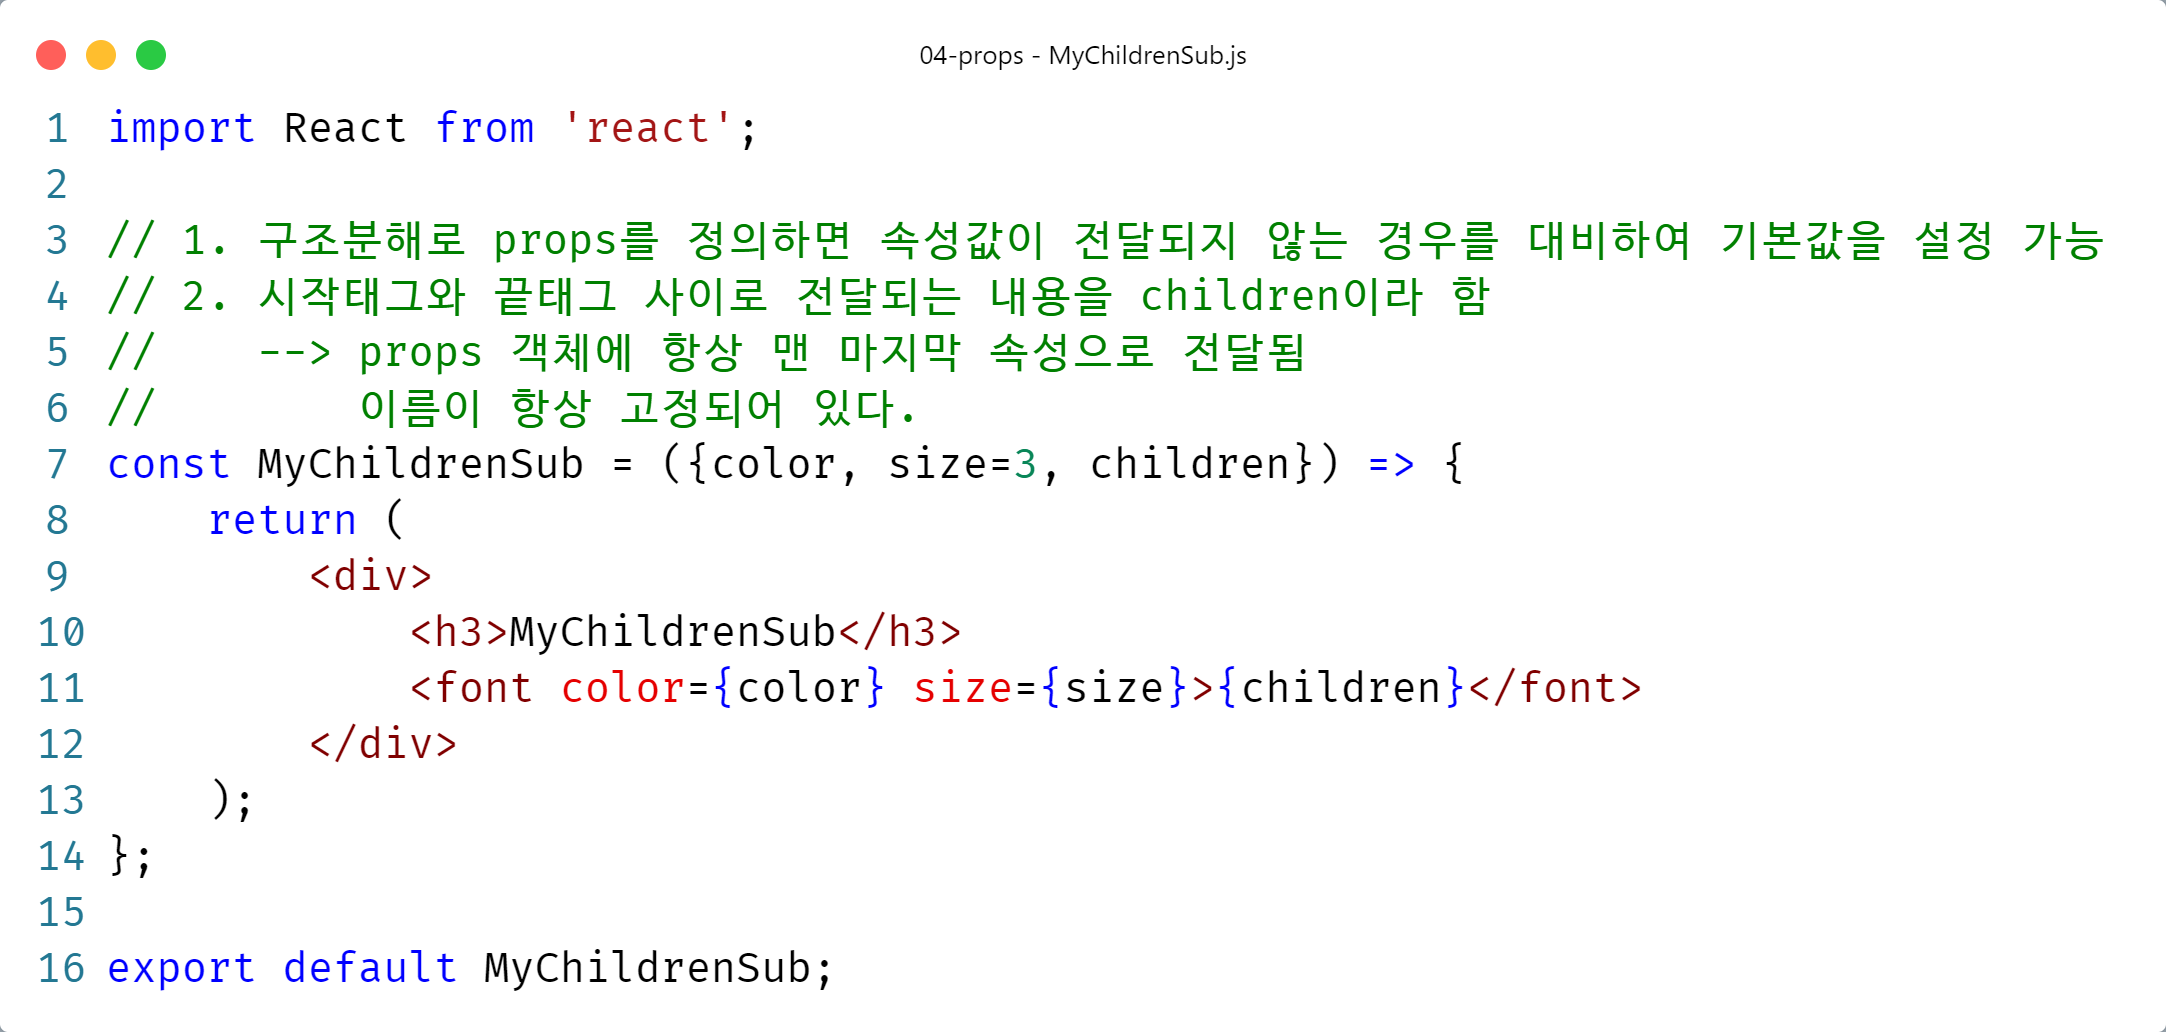 04-props - MyChildrenSub.js
1 import React from 'react';
2
3 // 1. 구조분해로 props를 정의하면 속성값이 전달되지 않는 경우를 대비하여 기본값을 설정 가능
4 // 2. 시작태그와 끝태그 사이로 전달되는 내용을 children이라 함
5 //    --> props 객체에 항상 맨 마지막 속성으로 전달됨
6 //        이름이 항상 고정되어 있다.
7 const MyChildrenSub = ({color, size=3, children}) => {
8     return (
9         <div>
10             <h3>MyChildrenSub</h3>
11             <font color={color} size={size}>{children}</font>
12         </div>
13     );
14 };
15
16 export default MyChildrenSub;